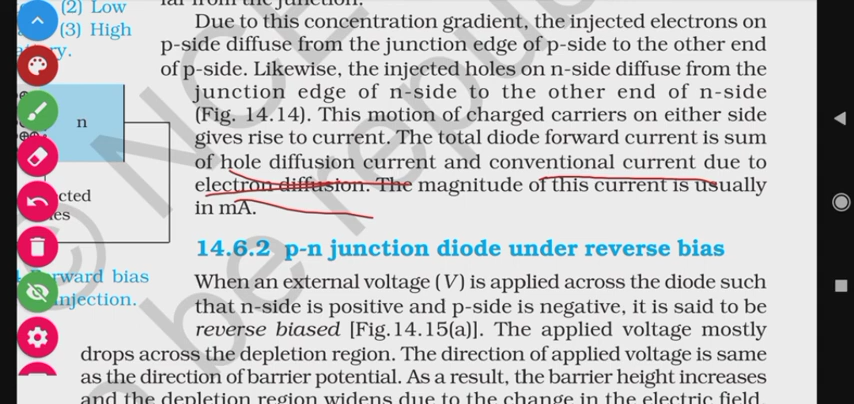 far from the junction.
(2) Low
Due to this concentration gradient, the injected electrons on
(3) High
p-side diffuse from the junction edge of p-side to the other end
of p-side. Likewise, the injected holes on n-side diffuse from the
junction edge of n-side to the other end of n-side
n
(Fig. 14.14). This motion of charged carriers on either side
gives rise to current. The total diode forward current is sum
of hole diffusion current and conventional current due to
electron diffusion. The magnitude of this current is usually
in mA.
14.6.2 p-n junction diode under reverse bias
When an external voltage (V) is applied across the diode such
that n-side is positive and p-side is negative, it is said to be
reverse biased [Fig.14.15(a)]. The applied voltage mostly
drops across the depletion region. The direction of applied voltage is same
as the direction of barrier potential. As a result, the barrier height increases
and the depletion region widens due to the change in the electric field.
bias
injection.
© NCE
be repu